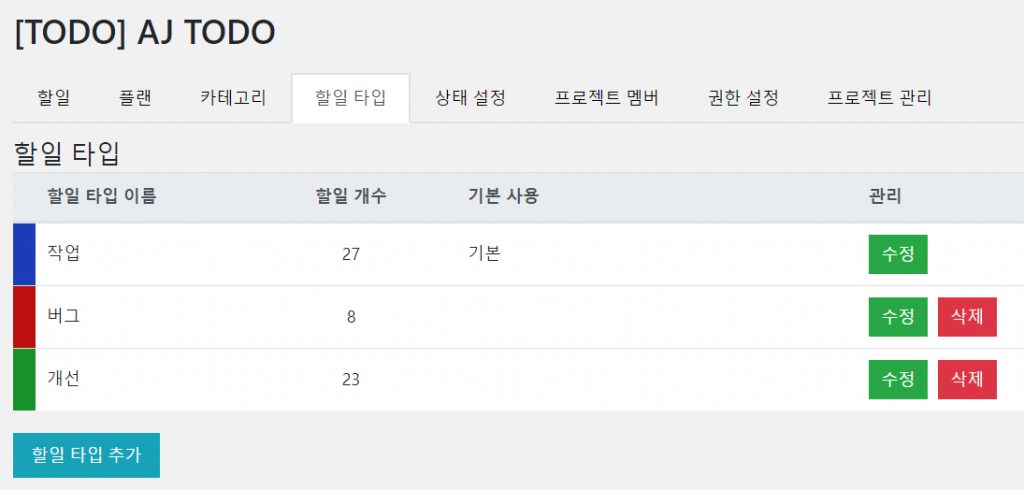 [TODO] AJ TODO
할일 플랜 카테고리 할일 타입 상태 설정 프로젝트 멤버 권한 설정 프로젝트 관리
할일 타입
할일 타입 이름 할일 개수 기본 사용 관리
작업 27 기본 수정
버그 8 수정 삭제
개선 23 수정 삭제
할일 타입 추가